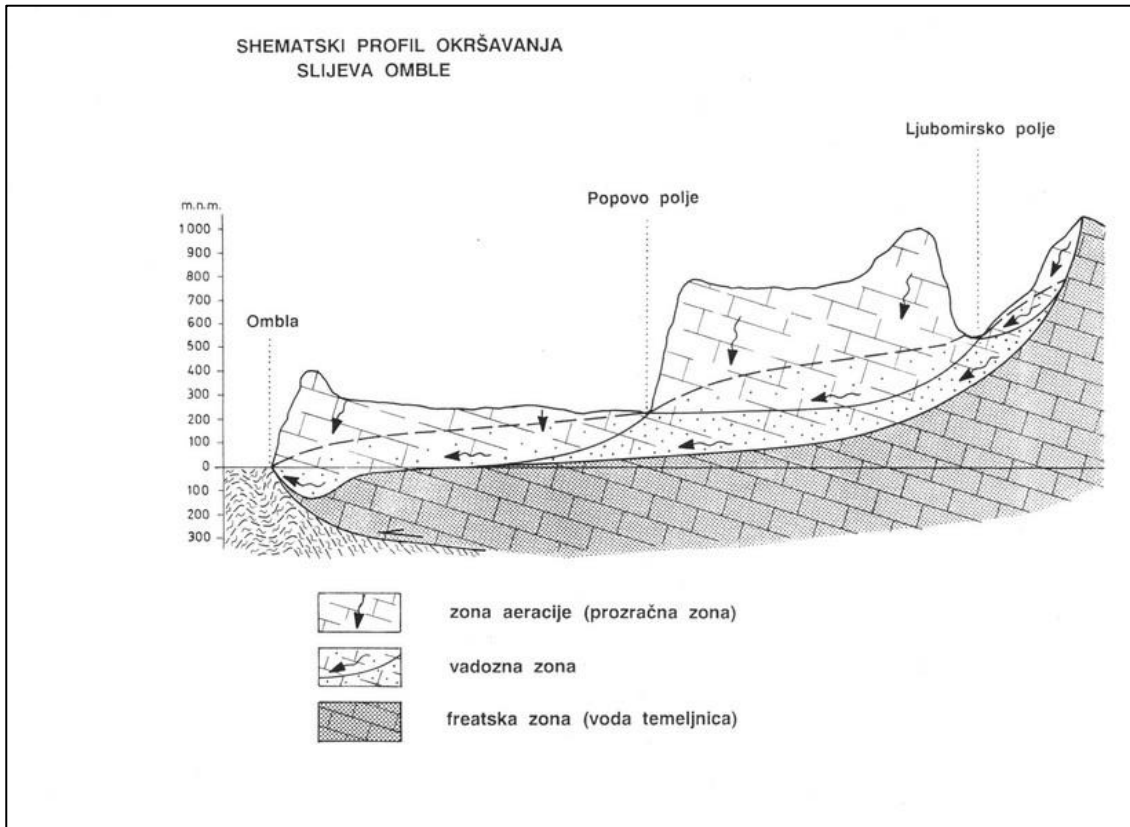 SHEMATSKI PROFIL OKRŠAVANJA
SLIJEVA OMBLE
Ljubomirsko polje
Popovo polje
m.n.m.
1000
900
800
700
600
500
400
300
200
100
0
100
200
300
Ombla
zona aeracije (prozračna zona)
vadozna zona
freatska zona (voda temeljnica)